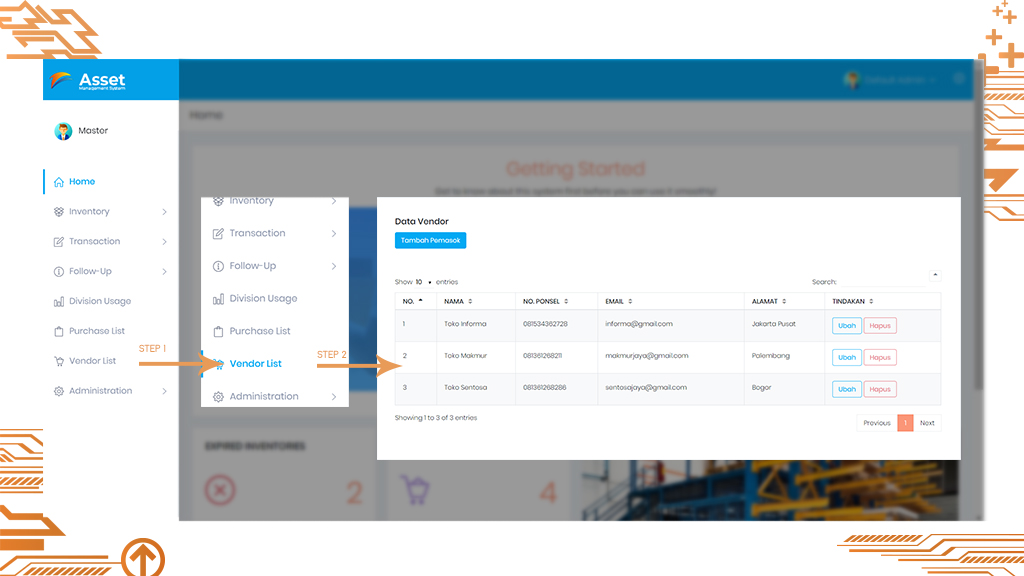 Asset
Management System
Default Admin
Master
Home
Home
Inventory
Transaction
Follow-Up
Division Usage
Purchase List
Vendor List
Administration
STEP 1
Getting Started
Get to know about this system first before you can use it smoothly!
Inventory
Transaction
Follow-Up
Division Usage
Purchase List
Vendor List
Administration
STEP 2
Data Vendor
Tambah Pemasok
Show 10 entries
Search:
NO. NAMA NO. PONSEL EMAIL ALAMAT TINDAKAN
1 Toko Informa 081534362728 informa@gmail.com Jakarta Pusat Ubah Hapus
2 Toko Makmur 081361268211 makmurjaya@gmail.com Palembang Ubah Hapus
3 Toko Sentosa 081361268286 sentosajaya@gmail.com Bogor Ubah Hapus
Showing 1 to 3 of 3 entries
Previous 1 Next
EXPIRED INVENTORIES
2
4